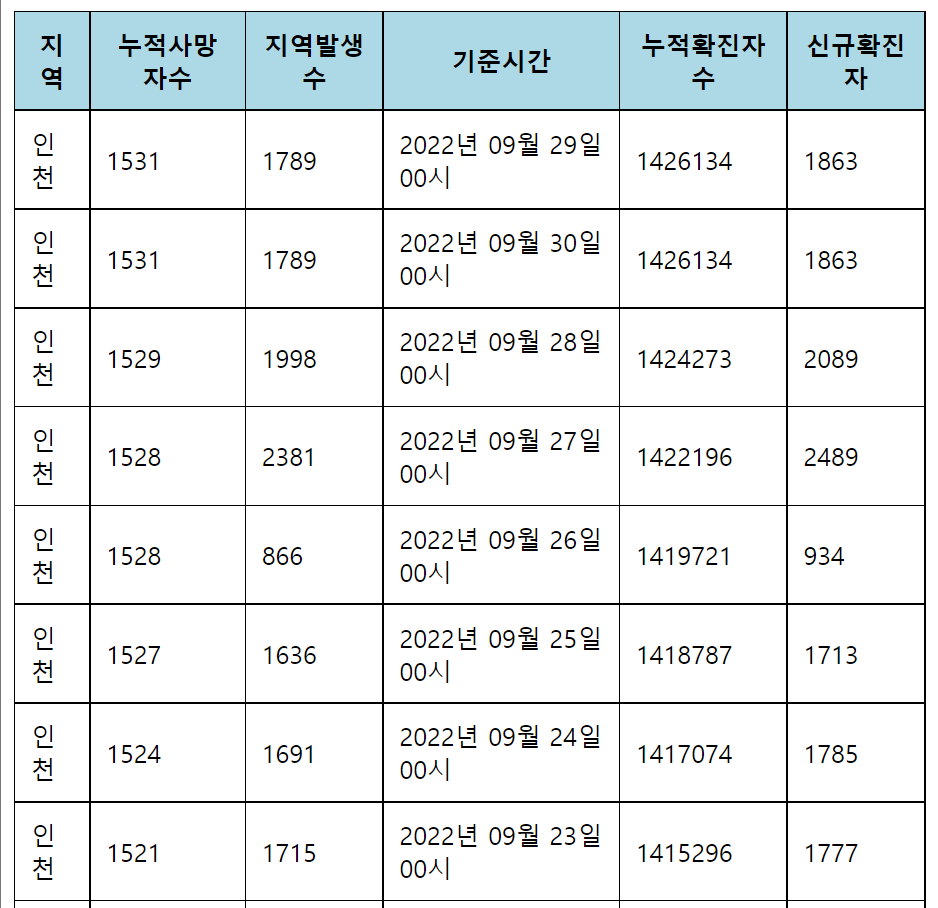 지역 누적사망자수 지역발생수 기준시간 누적확진자수 신규확진자
인천 1531 1789 2022년 09월 29일 00시 1426134 1863
인천 1531 1789 2022년 09월 30일 00시 1426134 1863
인천 1529 1998 2022년 09월 28일 00시 1424273 2089
인천 1528 2381 2022년 09월 27일 00시 1422196 2489
인천 1528 866 2022년 09월 26일 00시 1419721 934
인천 1527 1636 2022년 09월 25일 00시 1418787 1713
인천 1524 1691 2022년 09월 24일 00시 1417074 1785
인천 1521 1715 2022년 09월 23일 00시 1415296 1777